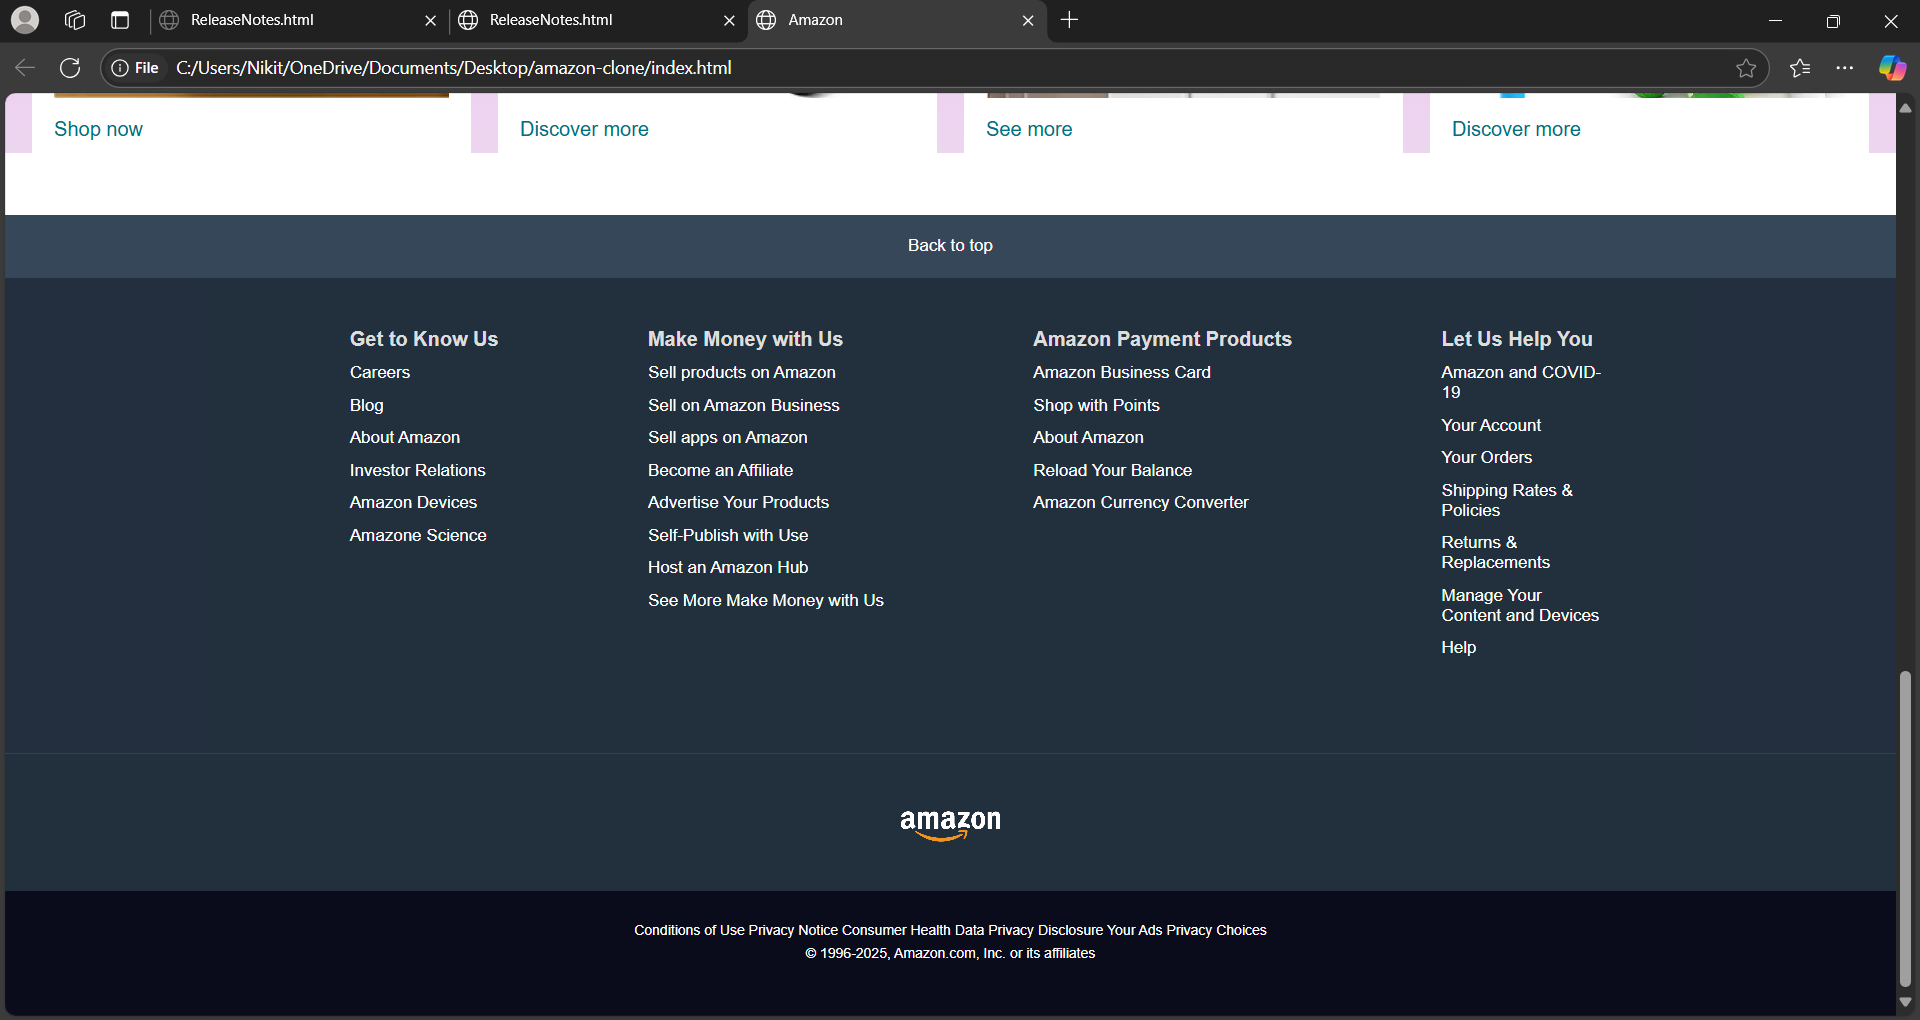 ReleaseNotes.html
ReleaseNotes.html
Amazon
File
C:/Users/Nikit/OneDrive/Documents/Desktop/amazon-clone/index.html
Shop now
Discover more
See more
Discover more
Back to top
Get to Know Us
Careers
Blog
About Amazon
Investor Relations
Amazon Devices
Amazone Science
Make Money with Us
Sell products on Amazon
Sell on Amazon Business
Sell apps on Amazon
Become an Affiliate
Advertise Your Products
Self-Publish with Use
Host an Amazon Hub
See More Make Money with Us
Amazon Payment Products
Amazon Business Card
Shop with Points
About Amazon
Reload Your Balance
Amazon Currency Converter
Let Us Help You
Amazon and COVID-
19
Your Account
Your Orders
Shipping Rates &
Policies
Returns &
Replacements
Manage Your
Content and Devices
Help
amazon
Conditions of Use Privacy Notice Consumer Health Data Privacy Disclosure Your Ads Privacy Choices
© 1996-2025, Amazon.com, Inc. or its affiliates